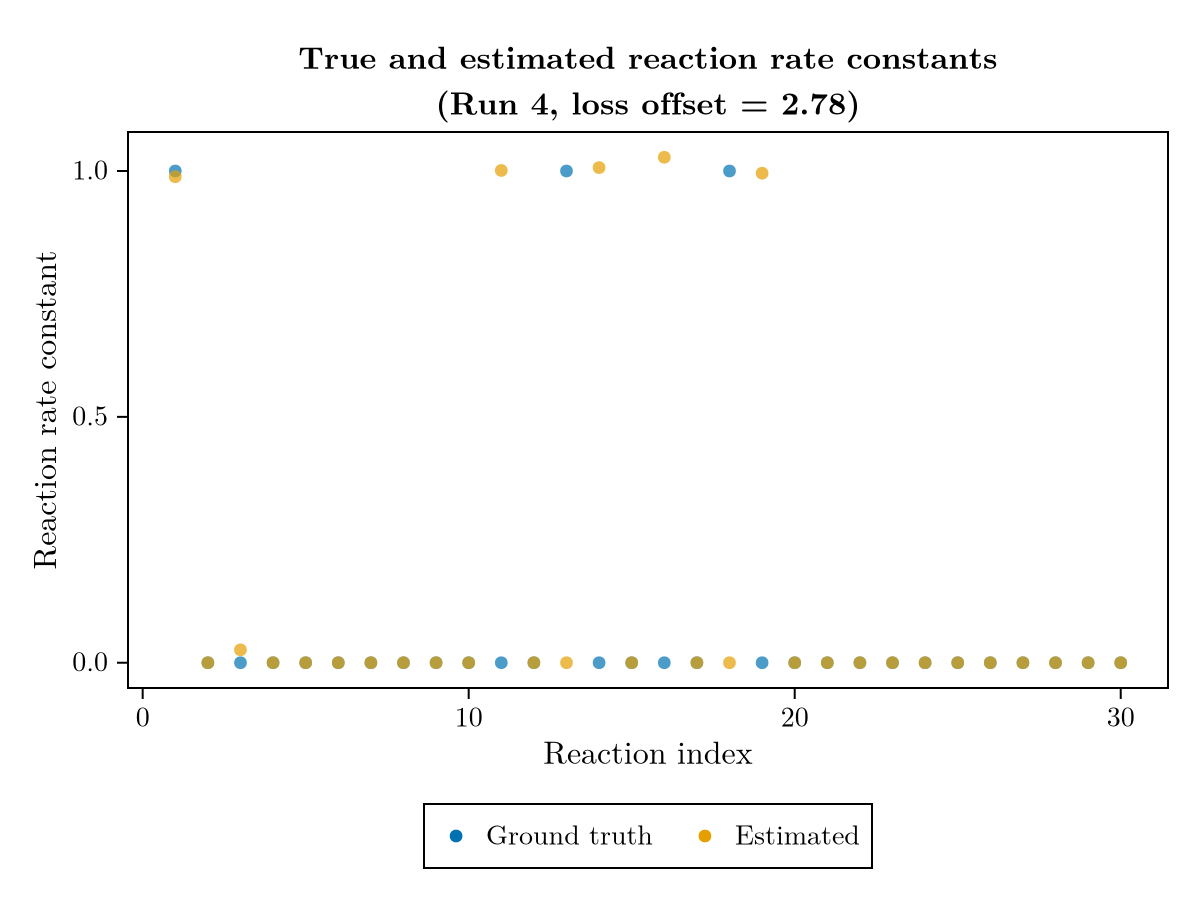 True and estimated reaction rate constants
(Run 4, loss offset = 2.78)
1.0
0.5
0.0
Reaction rate constant
0 10 20 30
Reaction index
Ground truth Estimated